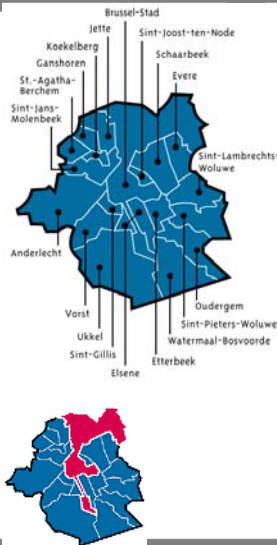 Brussel-Stad
Jette
Sint-Joost-ten-Node
Koekelberg
Schaarbeek
Ganshoren
Evere
St.-Agatha-
Berchem
Sint-Jans-
Molenbeek
Sint-Lambrechts-
Woluwe
Anderlecht
Oudergem
Vorst
Sint-Pieters-Woluwe
Ukkel
Watermaal-Bosvoorde
Sint-Gillis
Etterbeek
Elsene